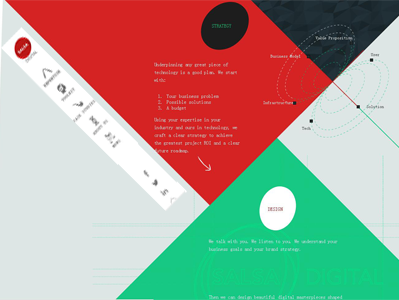 STRATEGY
Underpinning any great piece of
technology is a good plan. We start
with:
1. Your business problem
2. Possible solutions
3. A budget
Using your expertise in your
industry and ours in technology, we
craft a clear strategy to achieve
the greatest project ROI and a clear
future roadmap.
Value Proposition
Business Model
User
Infrastructure
Solution
Tech
DESIGN
We talk with you. We listen to you. We understand your
business goals and your brand strategy.
Then we can design beautiful digital masterpieces shaped
DIGITAL